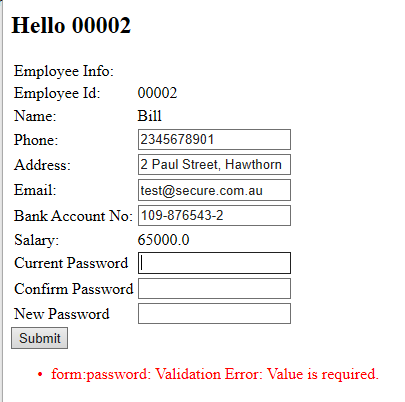 Hello 00002
Employee Info:
Employee Id: 00002
Name: Bill
Phone: 2345678901
Address: 2 Paul Street, Hawthorn
Email: test@secure.com.au
Bank Account No: 109-876543-2
Salary: 65000.0
Current Password
Confirm Password
New Password
Submit
• form:password: Validation Error: Value is required.